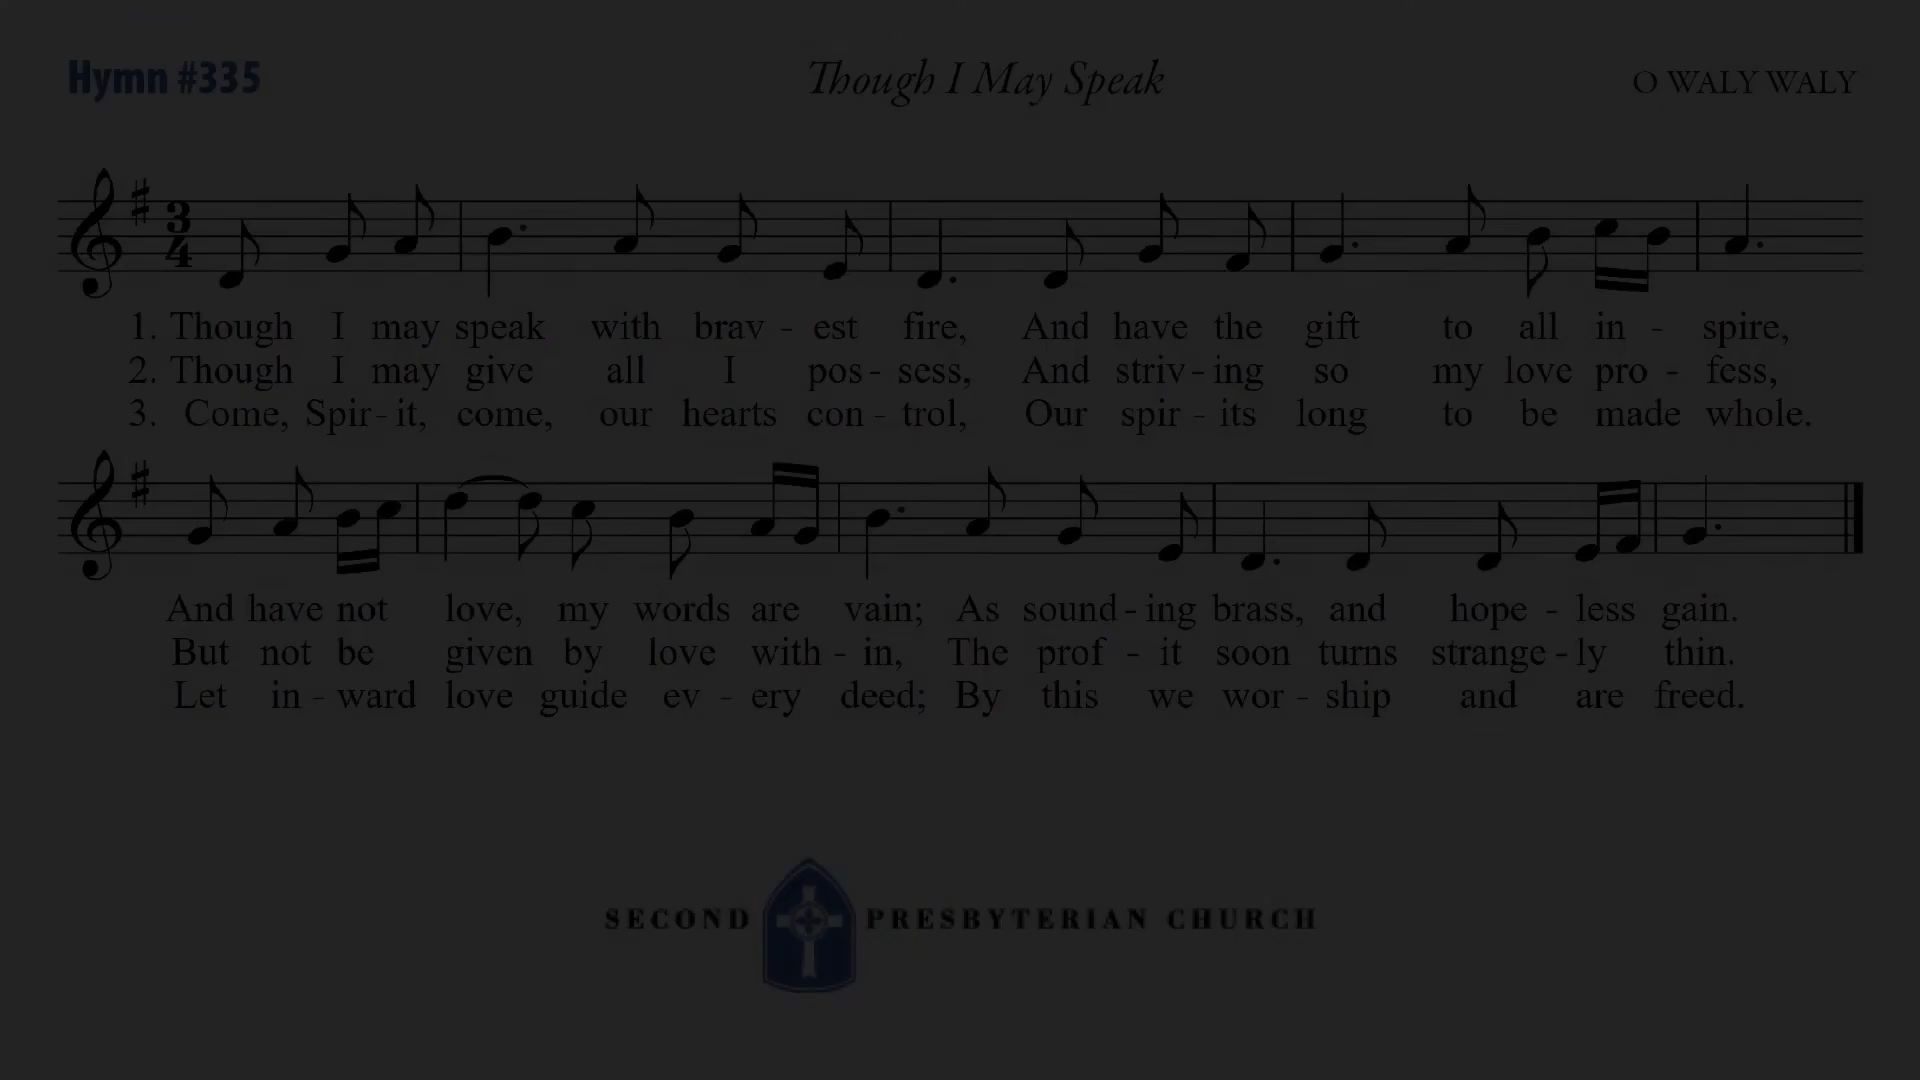 Hymn #335
Though I May Speak
O WALY WALY
3
4
1. Though I may speak with brav - est fire, And have the gift to all in - spire,
2. Though I may give all I pos - sess, And striv - ing so my love pro - fess,
3. Come, Spir - it, come, our hearts con - trol, Our spir - its long to be made whole.
And have not love, my words are vain; As sound - ing brass, and hope - less gain.
But not be given by love with - in, The prof - it soon turns strange - ly thin.
Let in - ward love guide ev - ery deed; By this we wor - ship and are freed.
SECOND PRESBYTERIAN CHURCH